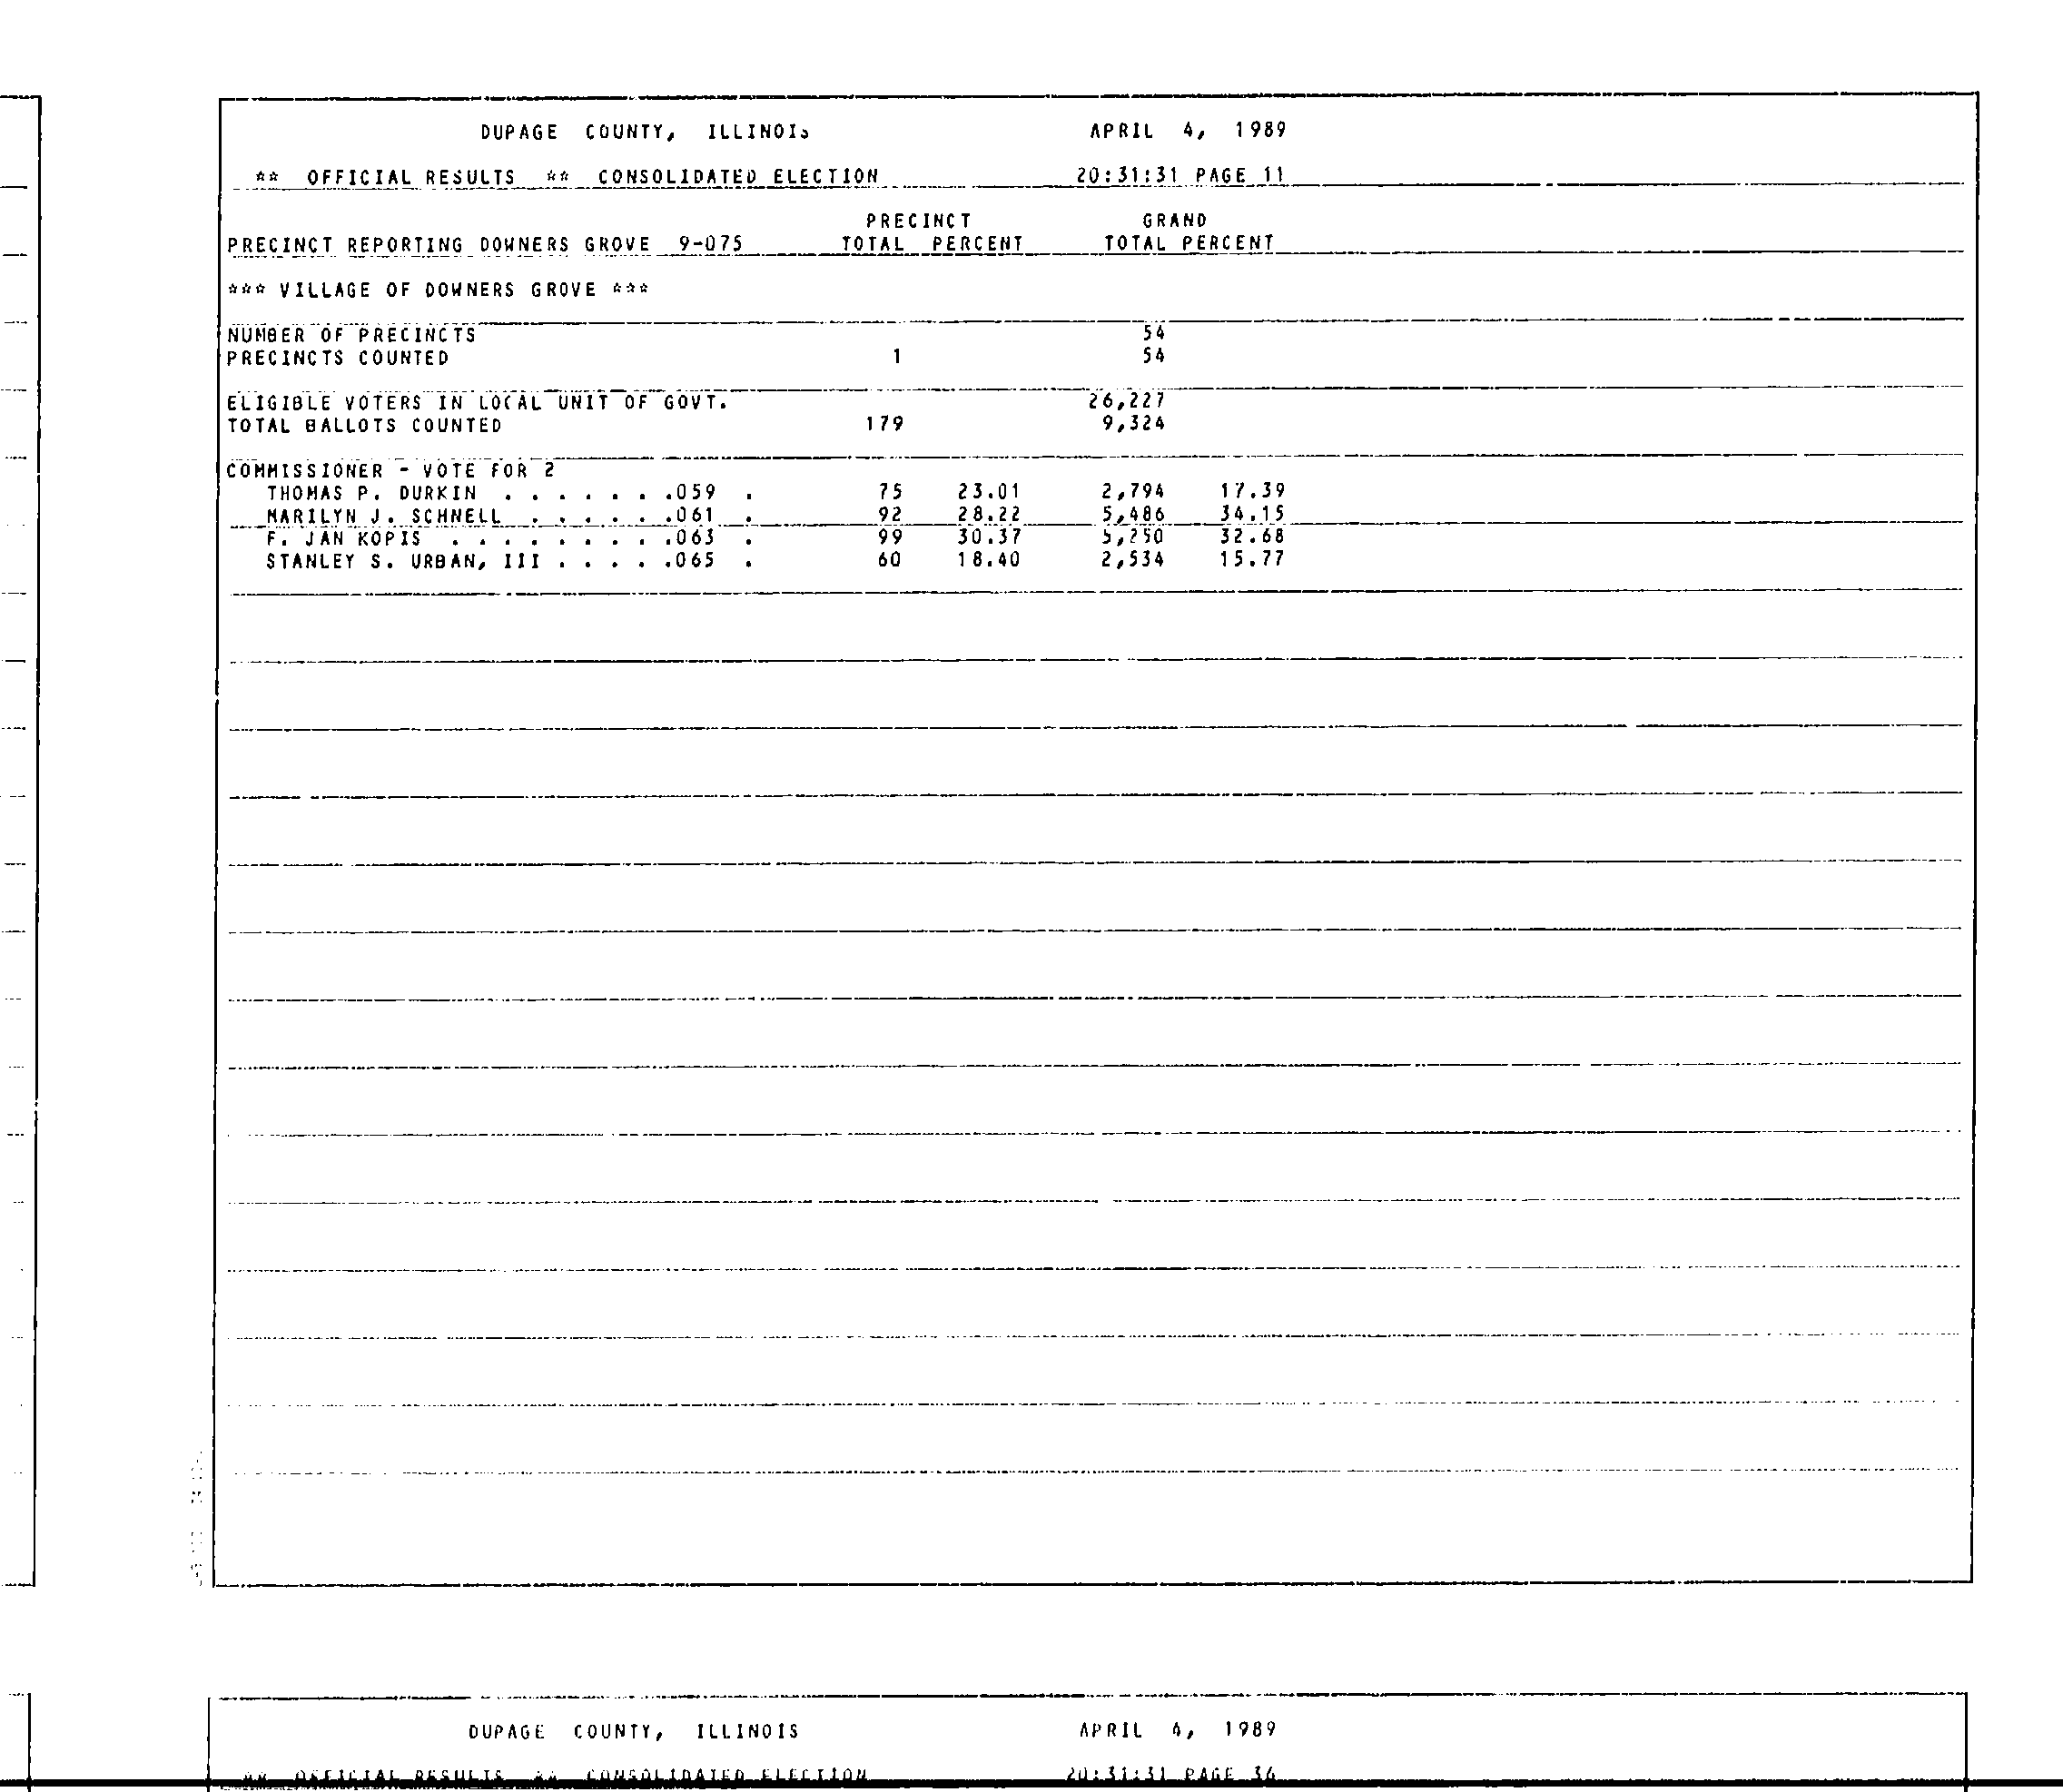 DUPAGE COUNTY, ILLINOIS APRIL 4, 1989
** OFFICIAL RESULTS ** CONSOLIDATED ELECTION 20:31:31 PAGE 11
PRECINCT GRAND
PRECINCT REPORTING DOWNERS GROVE 9-075 TOTAL PERCENT TOTAL PERCENT
*** VILLAGE OF DOWNERS GROVE ***
NUMBER OF PRECINCTS 54
PRECINCTS COUNTED 1 54
ELIGIBLE VOTERS IN LOCAL UNIT OF GOVT. 26,227
TOTAL BALLOTS COUNTED 179 9,324
COMMISSIONER - VOTE FOR 2
THOMAS P. DURKIN . . . . . . .059 . 75 23.01 2,794 17.39
MARILYN J. SCHNELL . . . . . .061 . 92 28.22 5,486 34.15
F. JAN KOPIS . . . . . . . . .063 . 99 30.37 5,250 32.68
STANLEY S. URBAN, III . . . . .065 . 60 18.40 2,534 15.77
DUPAGE COUNTY, ILLINOIS APRIL 4, 1989
** OFFICIAL RESULTS ** CONSOLIDATED ELECTION 20:31:31 PAGE 36